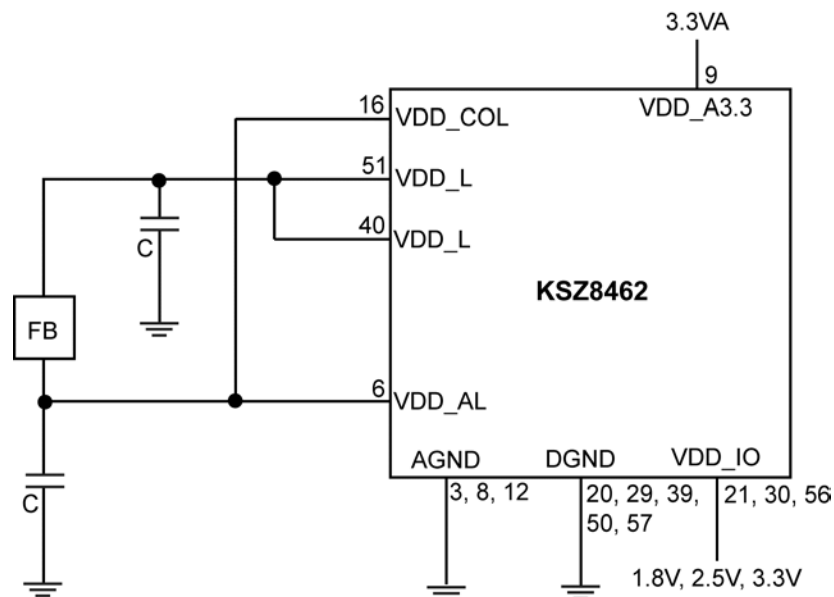 3.3VA
9
VDD_A3.3
16
VDD_COL
51
VDD_L
C
40
VDD_L
KSZ8462
FB
6
VDD_AL
AGND
DGND
VDD_IO
C
3, 8, 12
20, 29, 39,
50, 57
21, 30, 56
1.8V, 2.5V, 3.3V